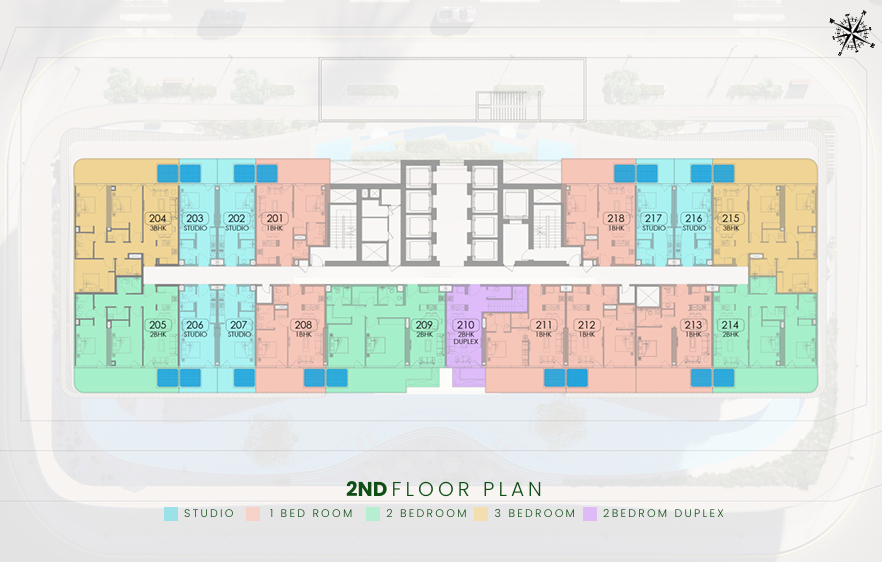 204
3BHK
203
STUDIO
202
STUDIO
201
1BHK
218
1BHK
217
STUDIO
216
STUDIO
215
3BHK
205
2BHK
206
STUDIO
207
STUDIO
208
1BHK
209
2BHK
210
2BHK
DUPLEX
211
1BHK
212
1BHK
213
1BHK
214
2BHK
2ND FLOOR PLAN
STUDIO 1 BED ROOM 2 BEDROOM 3 BEDROOM 2BEDROM DUPLEX